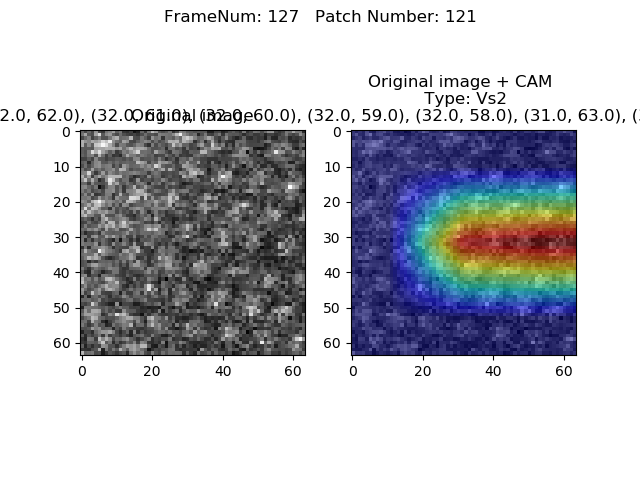 FrameNum: 127   Patch Number: 121
Original image + CAM
Type: Vs2
2.0, 62.0), (32.0, 61.0), (32.0, 60.0), (32.0, 59.0), (32.0, 58.0), (31.0, 63.0), (3
Original image
0
10
20
30
40
50
60
0 20 40 60
0
10
20
30
40
50
60
0 20 40 60